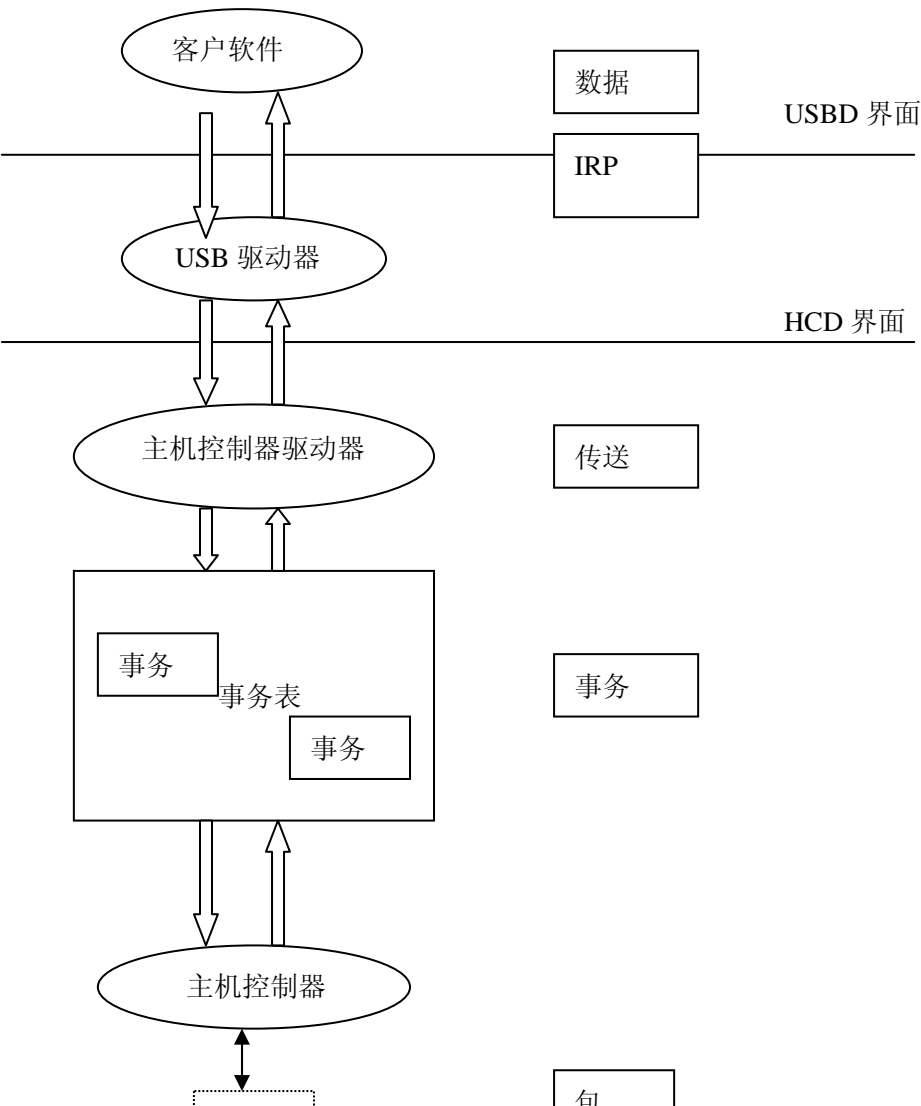 客户软件
数据
USBD 界面
IRP
USB 驱动器
HCD 界面
主机控制器驱动器
传送
事务
事务表
事务
事务
主机控制器